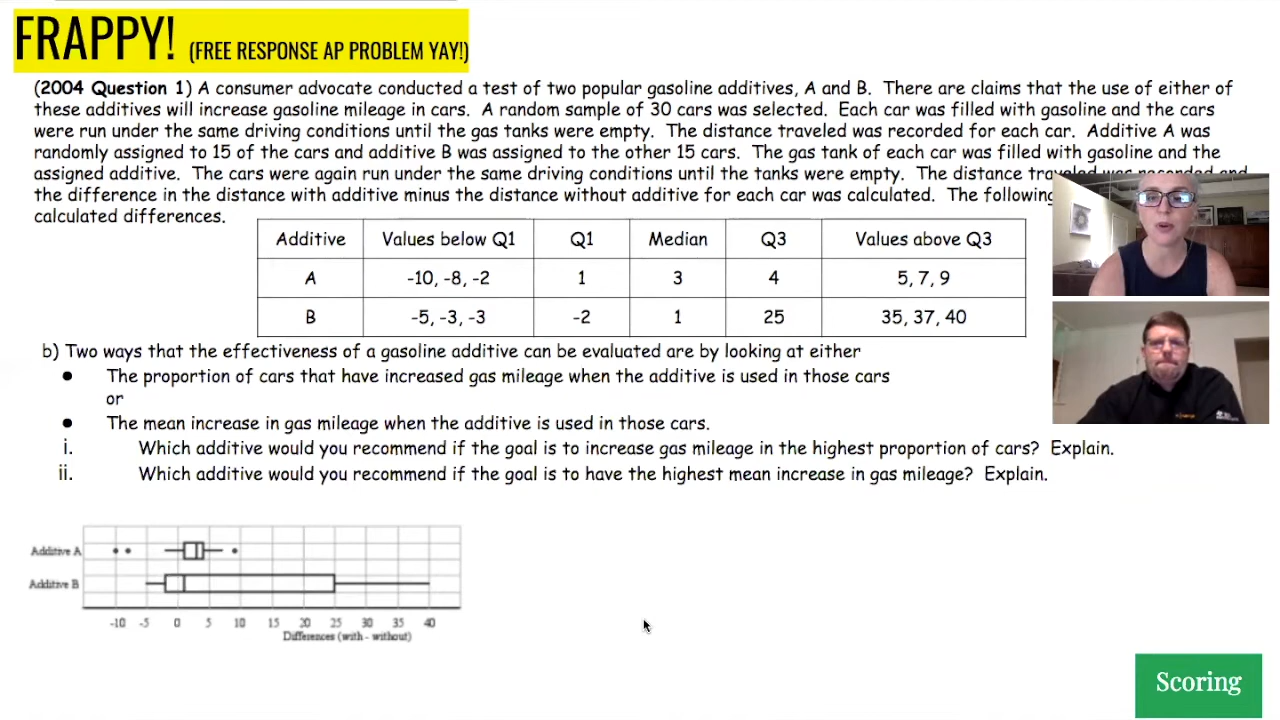 FRAPPY! (FREE RESPONSE AP PROBLEM YAY!)
(2004 Question 1) A consumer advocate conducted a test of two popular gasoline additives, A and B. There are claims that the use of either of
these additives will increase gasoline mileage in cars. A random sample of 30 cars was selected. Each car was filled with gasoline and the cars
were run under the same driving conditions until the gas tanks were empty. The distance traveled was recorded for each car. Additive A was
randomly assigned to 15 of the cars and additive B was assigned to the other 15 cars. The gas tank of each car was filled with gasoline and the
assigned additive. The cars were again run under the same driving conditions until the tanks were empty. The distance traveled was recorded and
the difference in the distance with additive minus the distance without additive for each car was calculated. The following
calculated differences.
Additive Values below Q1 Q1 Median Q3 Values above Q3
A -10, -8, -2 1 3 4 5, 7, 9
B -5, -3, -3 -2 1 25 35, 37, 40
b) Two ways that the effectiveness of a gasoline additive can be evaluated are by looking at either
• The proportion of cars that have increased gas mileage when the additive is used in those cars
or
• The mean increase in gas mileage when the additive is used in those cars.
i. Which additive would you recommend if the goal is to increase gas mileage in the highest proportion of cars? Explain.
ii. Which additive would you recommend if the goal is to have the highest mean increase in gas mileage? Explain.
Additive A
Additive B
-10 -5 0 5 10 15 20 25 30 35 40
Differences (with - without)
Scoring